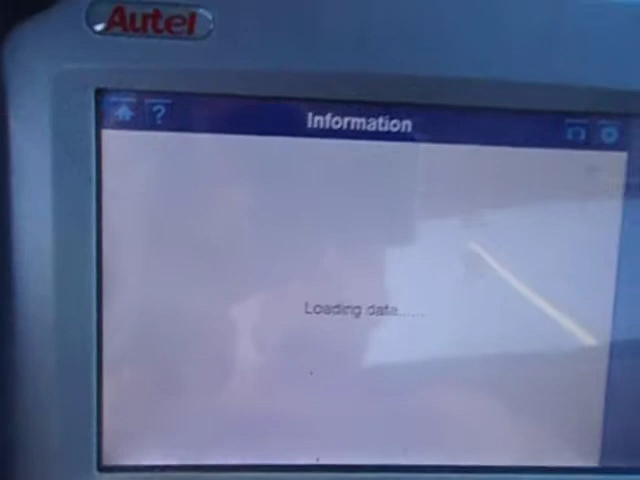 Autel
?
Information
Loading data......